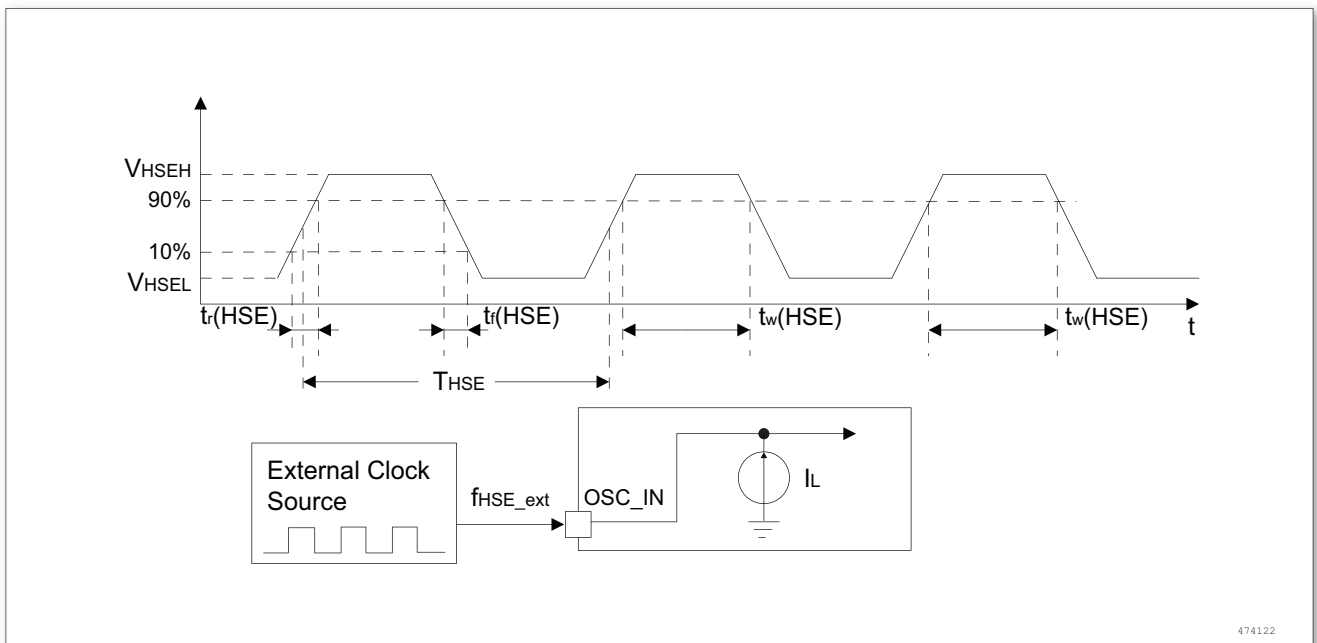 VHSEH
90%
10%
VHSEL
tr(HSE)
tf(HSE)
tw(HSE)
tw(HSE)
t
THSE
External Clock
Source
fHSE_ext
OSC_IN
IL
474122